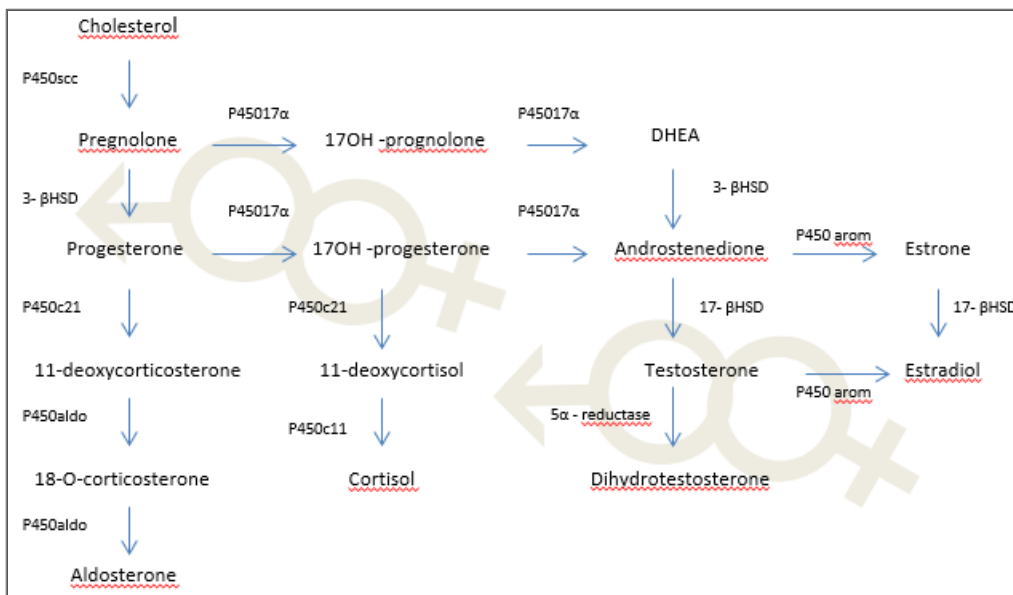 Cholesterol
P450scc
P45017α
P45017α
Pregnolone
17OH -prognolone
DHEA
3- βHSD
3- βHSD
P45017α
P45017α
P450 arom
Progesterone
17OH -progesterone
Androstenedione
Estrone
P450c21
P450c21
17- βHSD
17- βHSD
11-deoxycorticosterone
11-deoxycortisol
Testosterone
Estradiol
P450 arom
P450aldo
P450c11
5α - reductase
18-O-corticosterone
Cortisol
Dihydrotestosterone
P450aldo
Aldosterone